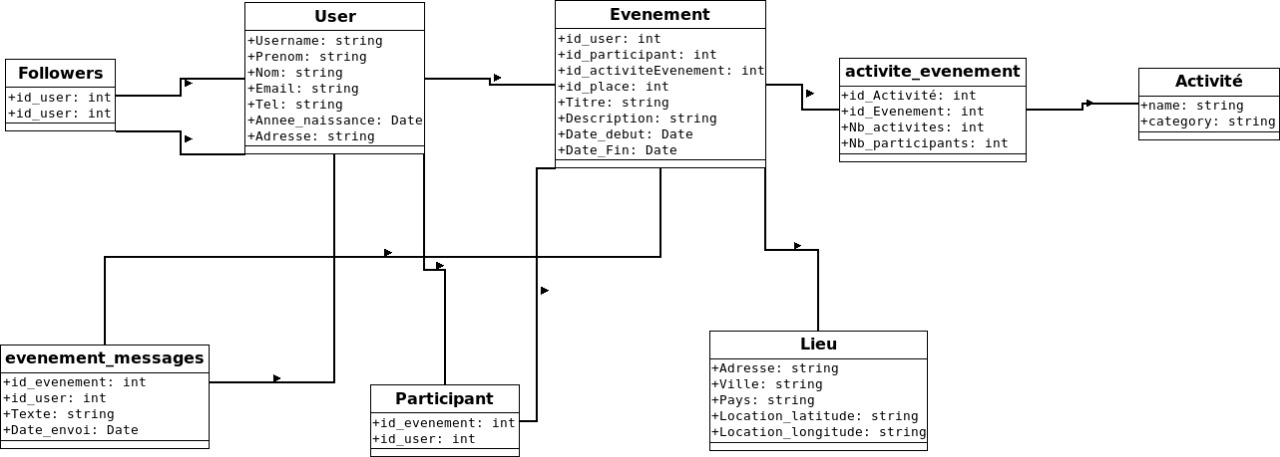 Followers
+id_user: int
+id_user: int
User
+Username: string
+Prenom: string
+Nom: string
+Email: string
+Tel: string
+Annee_naissance: Date
+Adresse: string
Evenement
+id_user: int
+id_participant: int
+id_activiteEvenement: int
+id_place: int
+Titre: string
+Description: string
+Date_debut: Date
+Date_Fin: Date
activite_evenement
+id_Activité: int
+id_Evenement: int
+Nb_activites: int
+Nb_participants: int
Activité
+name: string
+category: string
evenement_messages
+id_evenement: int
+id_user: int
+Texte: string
+Date_envoi: Date
Participant
+id_evenement: int
+id_user: int
Lieu
+Adresse: string
+Ville: string
+Pays: string
+Location_latitude: string
+Location_longitude: string